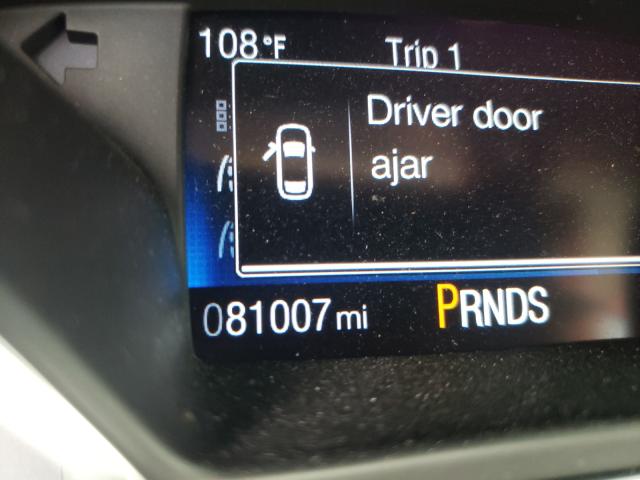 108°F Trip 1
Driver door
ajar
081007 mi PRNDS